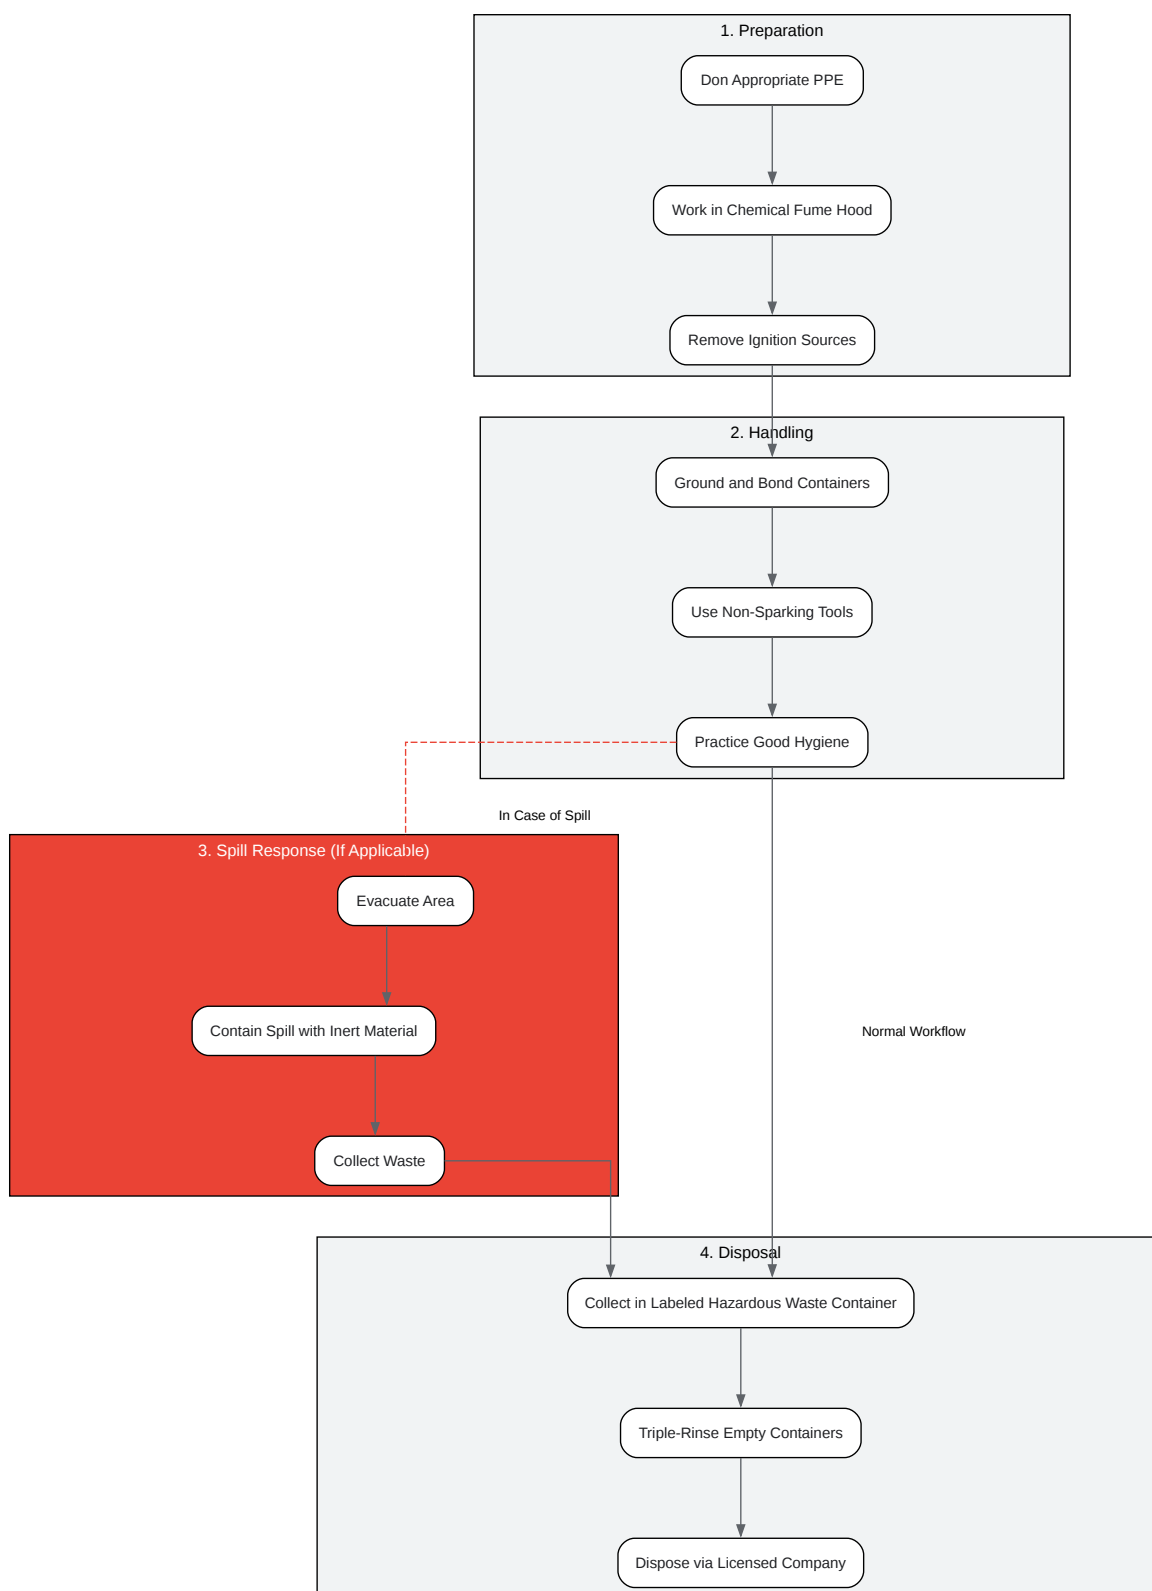 1. Preparation
Don Appropriate PPE
Work in Chemical Fume Hood
Remove Ignition Sources
2. Handling
Ground and Bond Containers
Use Non-Sparking Tools
Practice Good Hygiene
In Case of Spill
3. Spill Response (If Applicable)
Evacuate Area
Contain Spill with Inert Material
Normal Workflow
Collect Waste
4. Disposal
Collect in Labeled Hazardous Waste Container
Triple-Rinse Empty Containers
Dispose via Licensed Company